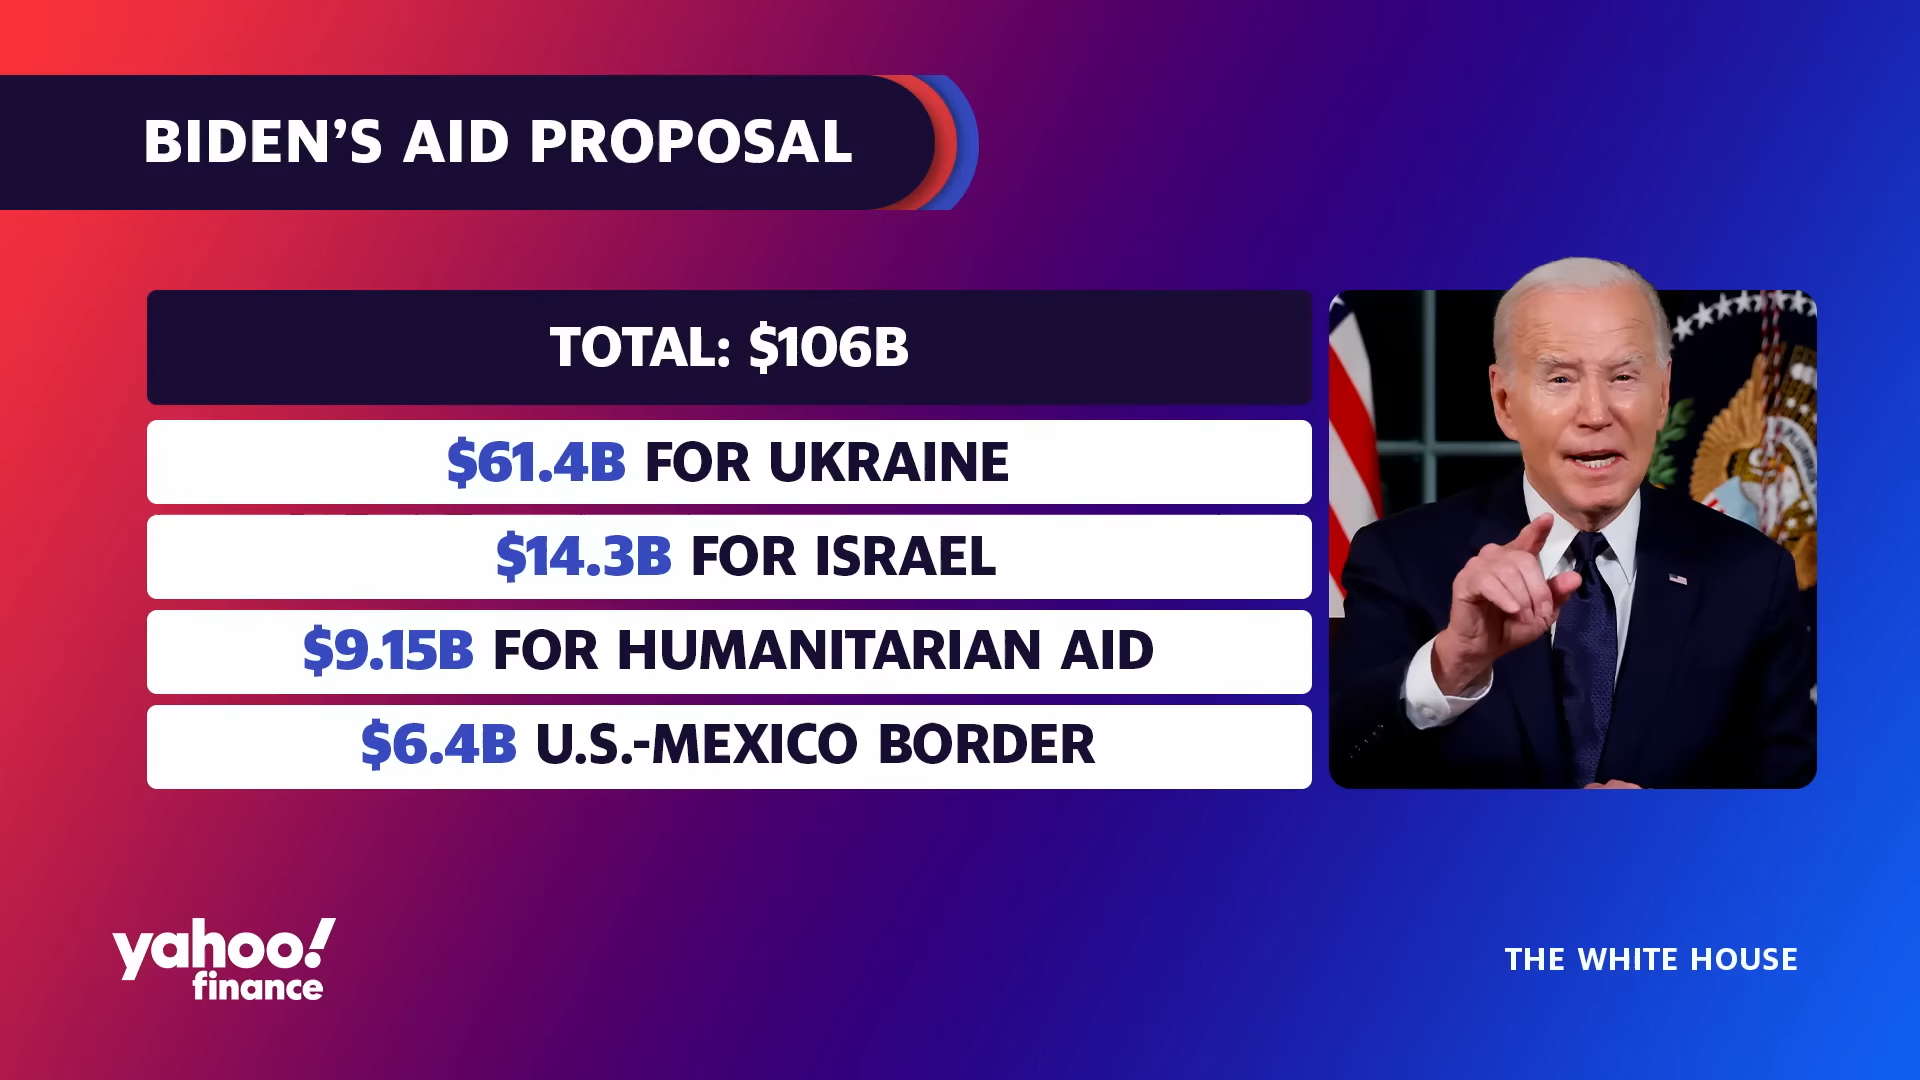 BIDEN'S AID PROPOSAL
TOTAL: $106B
$61.4B FOR UKRAINE
$14.3B FOR ISRAEL
$9.15B FOR HUMANITARIAN AID
$6.4B U.S.-MEXICO BORDER
yahoo!
finance
THE WHITE HOUSE